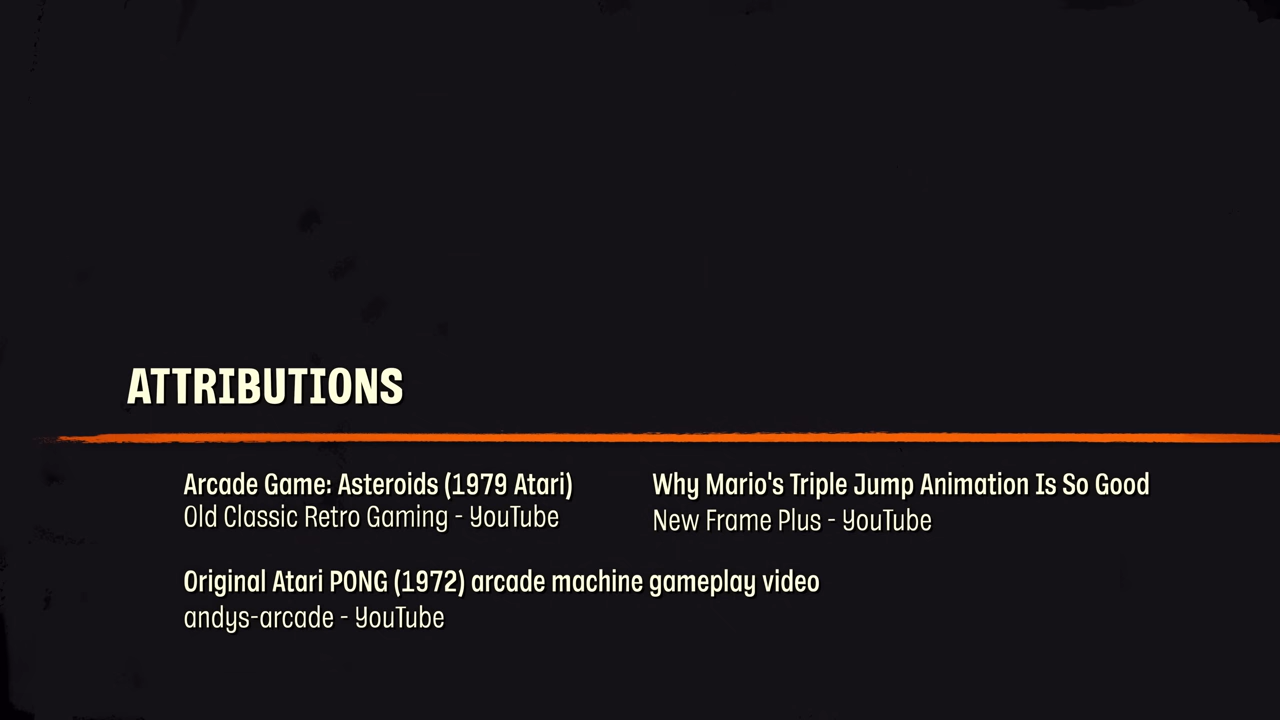 ATTRIBUTIONS
Arcade Game: Asteroids (1979 Atari)
Old Classic Retro Gaming - YouTube
Why Mario's Triple Jump Animation Is So Good
New Frame Plus - YouTube
Original Atari PONG (1972) arcade machine gameplay video
andys-arcade - YouTube